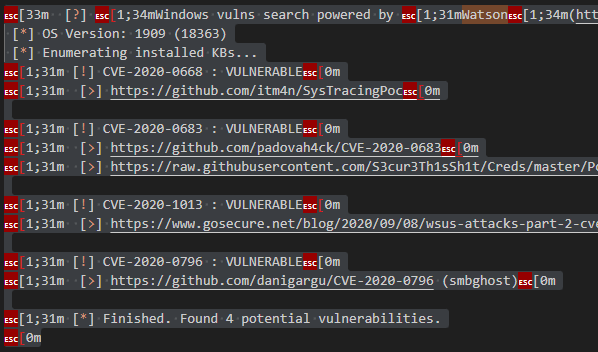 ESC[33m [?] ESC[1;34mWindows vulns search powered by ESC[1;31mWatsonESC[1;34m(htt
[*] OS Version: 1909 (18363)
[*] Enumerating installed KBs...
ESC[1;31m [!] CVE-2020-0668 : VULNERABLEESC[0m
ESC[1;31m [>] https://github.com/itm4n/SysTracingPocESC[0m
ESC[1;31m [!] CVE-2020-0683 : VULNERABLEESC[0m
ESC[1;31m [>] https://github.com/padovah4ck/CVE-2020-0683ESC[0m
ESC[1;31m [>] https://raw.githubusercontent.com/S3cur3Th1sSh1t/Creds/master/Po
ESC[1;31m [!] CVE-2020-1013 : VULNERABLEESC[0m
ESC[1;31m [>] https://www.gosecure.net/blog/2020/09/08/wsus-attacks-part-2-cve
ESC[1;31m [!] CVE-2020-0796 : VULNERABLEESC[0m
ESC[1;31m [>] https://github.com/danigargu/CVE-2020-0796 (smbghost)ESC[0m
ESC[1;31m [*] Finished. Found 4 potential vulnerabilities.
ESC[0m